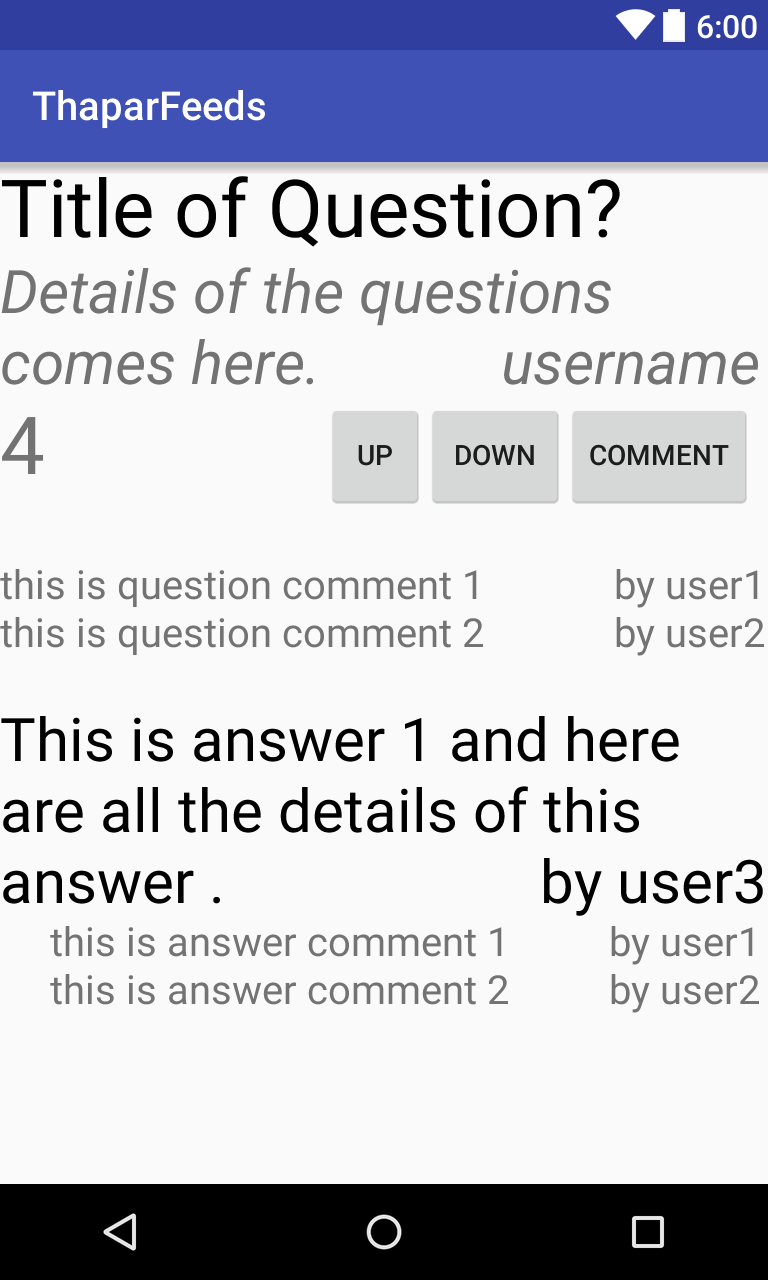 6:00
ThaparFeeds
Title of Question?
Details of the questions
comes here. username
4 UP DOWN COMMENT
this is question comment 1 by user1
this is question comment 2 by user2
This is answer 1 and here
are all the details of this
answer . by user3
this is answer comment 1 by user1
this is answer comment 2 by user2